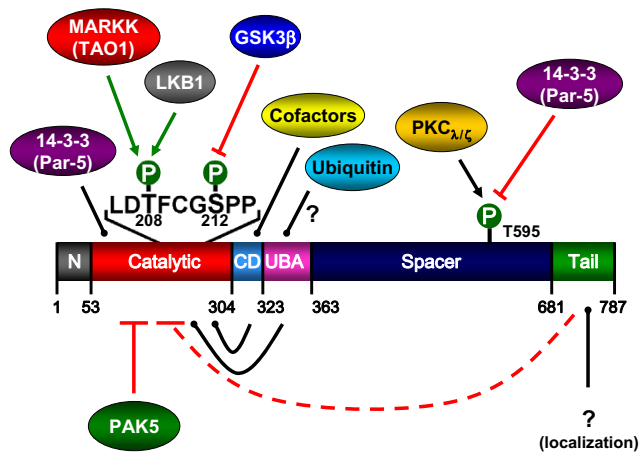 MARKK
(TAO1)
GSK3β
LKB1
14-3-3
(Par-5)
Cofactors
14-3-3
(Par-5)
PKCλ/ζ
Ubiquitin
P
P
LDTFCGSPP
208 212
?
P
T595
N Catalytic CD UBA Spacer Tail
1 53 304 323 363 681 787
PAK5
?
(localization)